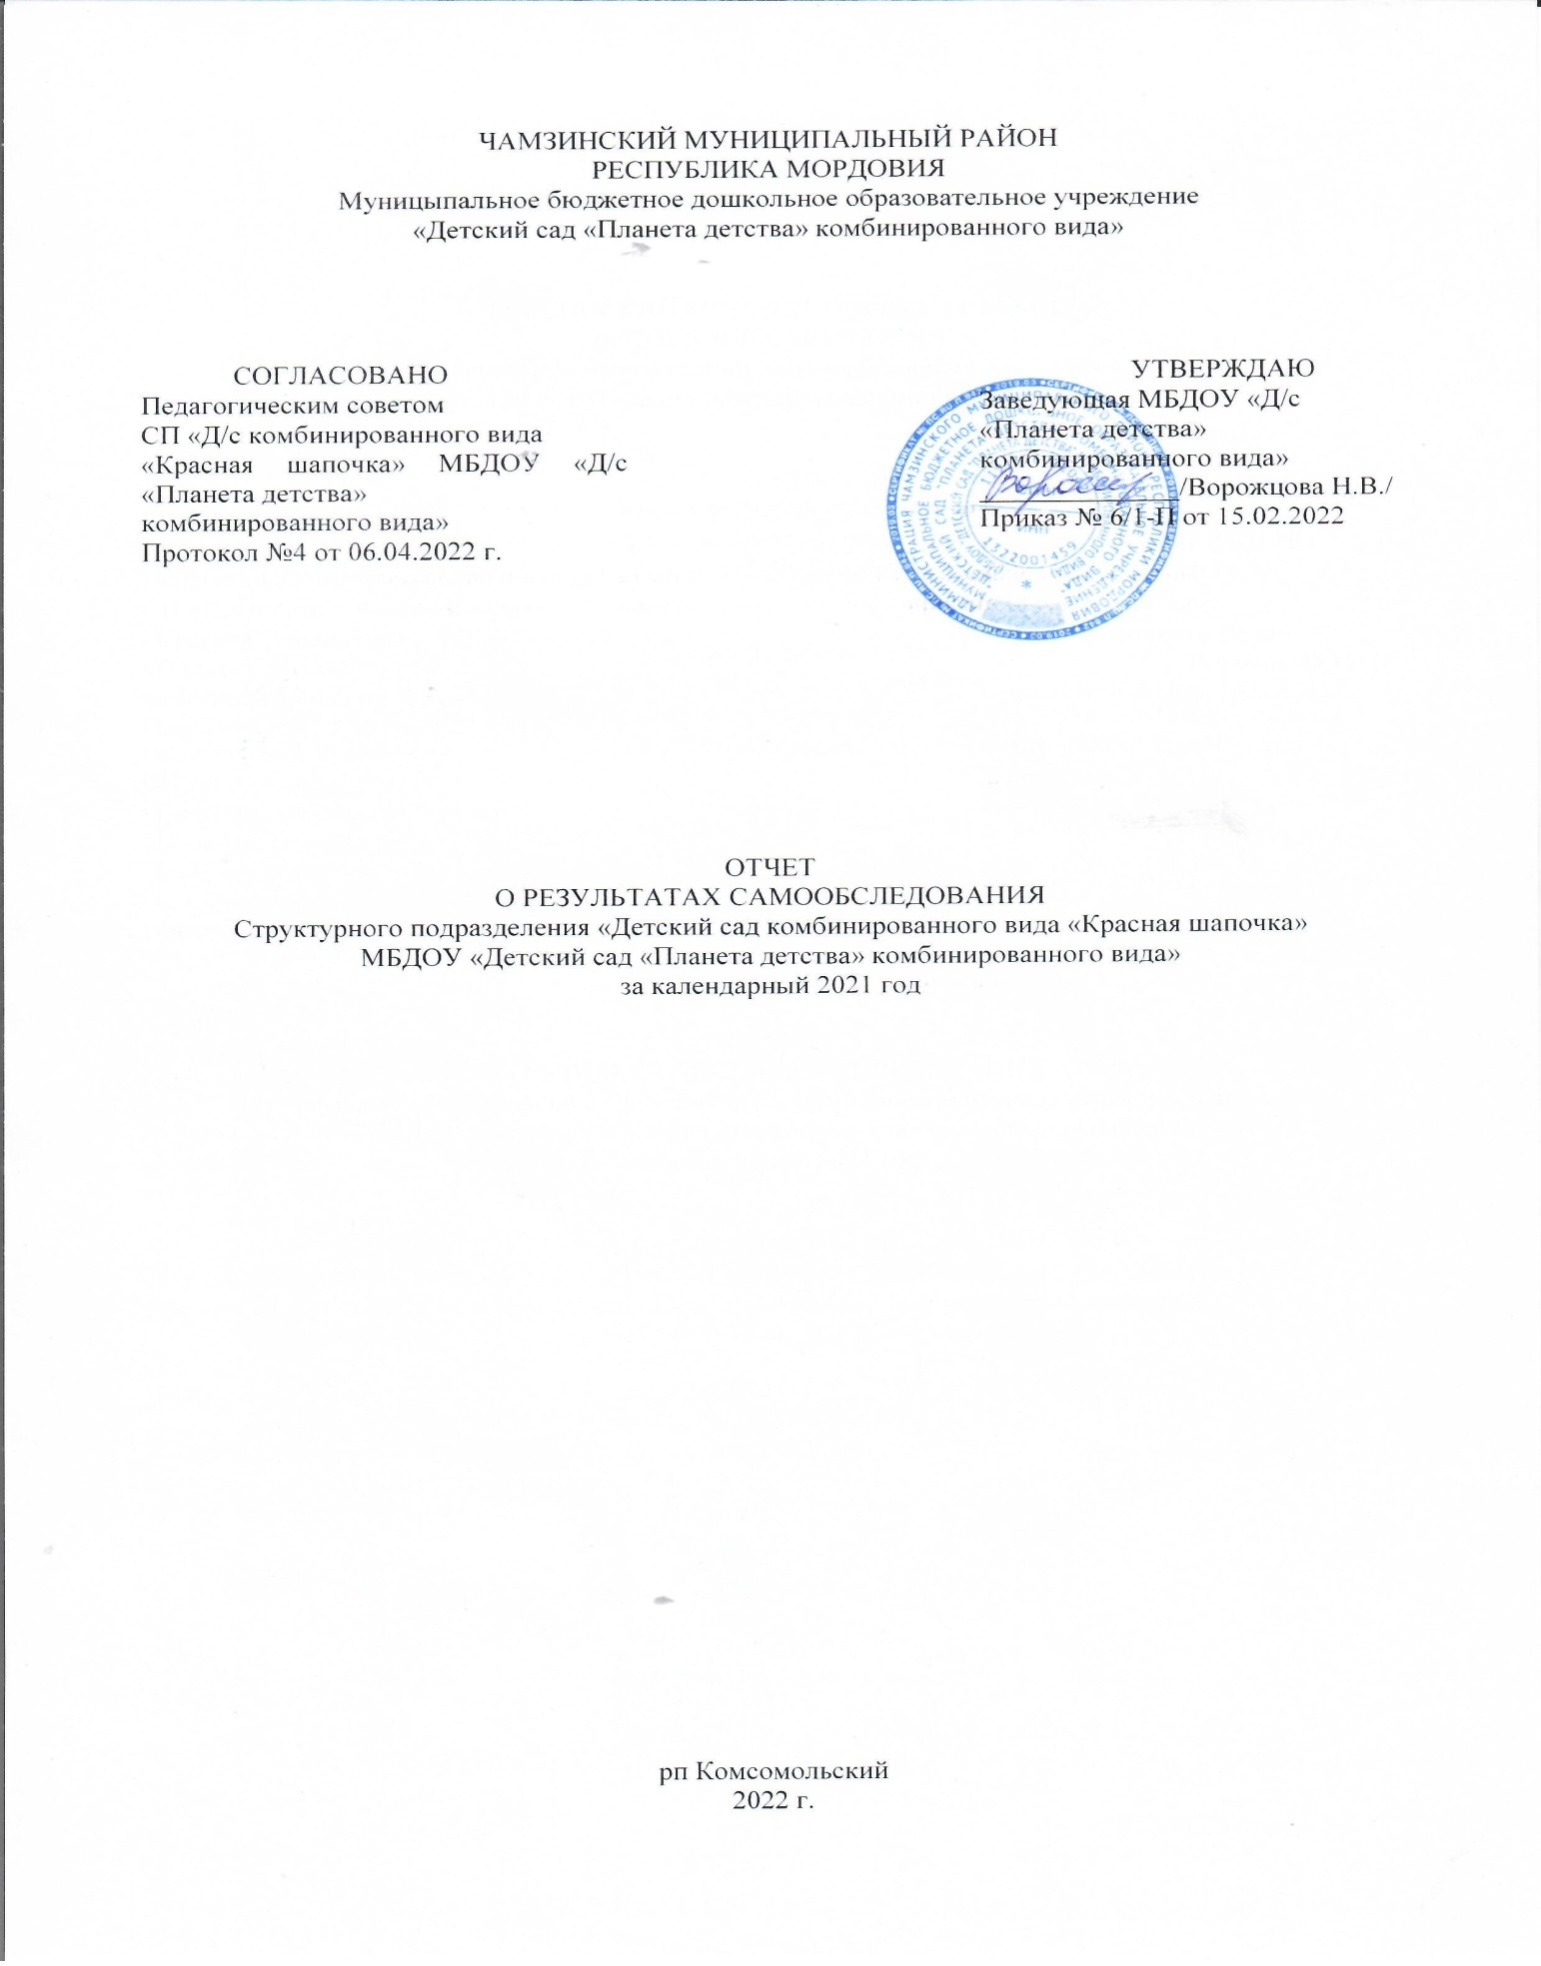 ЧАМЗИНСКИЙ МУНИЦИПАЛЬНЫЙ РАЙОН
РЕСПУБЛИКА МОРДОВИЯ
Муницыпальное бюджетное дошкольное образовательное учреждение
«Детский сад «Планета детства» комбинированного вида»
СОГЛАСОВАНО
Педагогическим советом
СП «Д/с комбинированного вида
«Красная шапочка» МБДОУ «Д/с
«Планета детства»
комбинированного вида»
Протокол №4 от 06.04.2022 г.
УТВЕРЖДАЮ
Заведующая МБДОУ «Д/с
«Планета детства»
комбинированного вида»
/Ворожцова Н.В./
Приказ № 6/1-П от 15.02.2022
1322001459
ОТЧЕТ
О РЕЗУЛЬТАТАХ САМООБСЛЕДОВАНИЯ
Структурного подразделения «Детский сад комбинированного вида «Красная шапочка»
МБДОУ «Детский сад «Планета детства» комбинированного вида»
за календарный 2021 год
рп Комсомольский
2022 г.